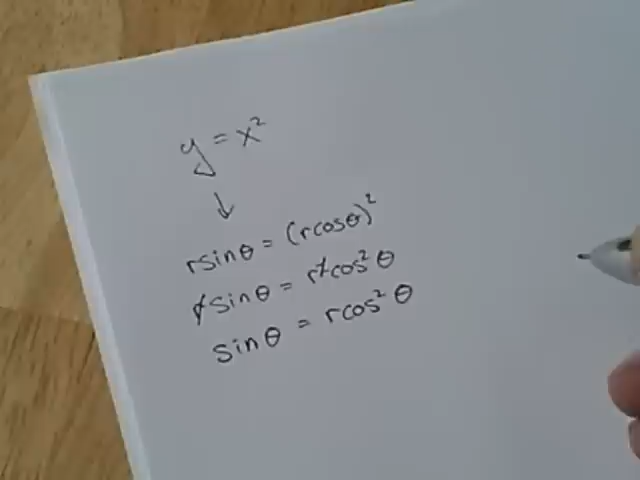 y = x²
↓
rsinθ = (rcosθ)²
rsinθ = r²cos²θ
sinθ = rcos²θ